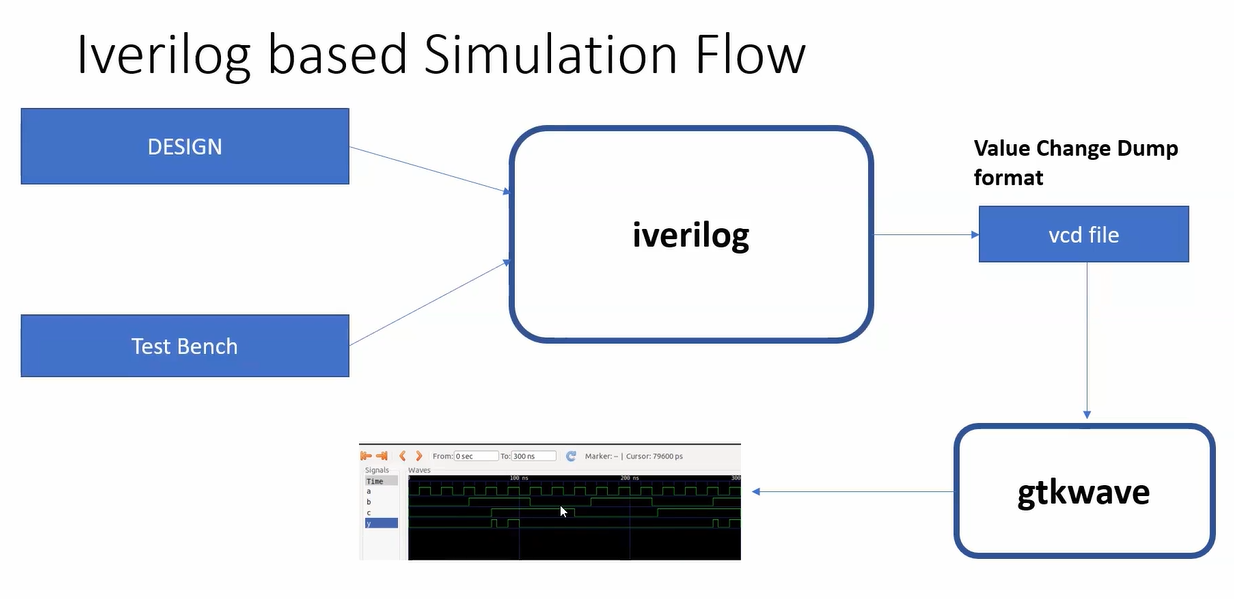 Iverilog based Simulation Flow
DESIGN
Test Bench
iverilog
Value Change Dump
format
vcd file
gtkwave
From: 0 sec To: 300 ns Marker: -- | Cursor: 79600 ps
Signals Waves
Time
100 ns 200 ns 300
a
b
c
y